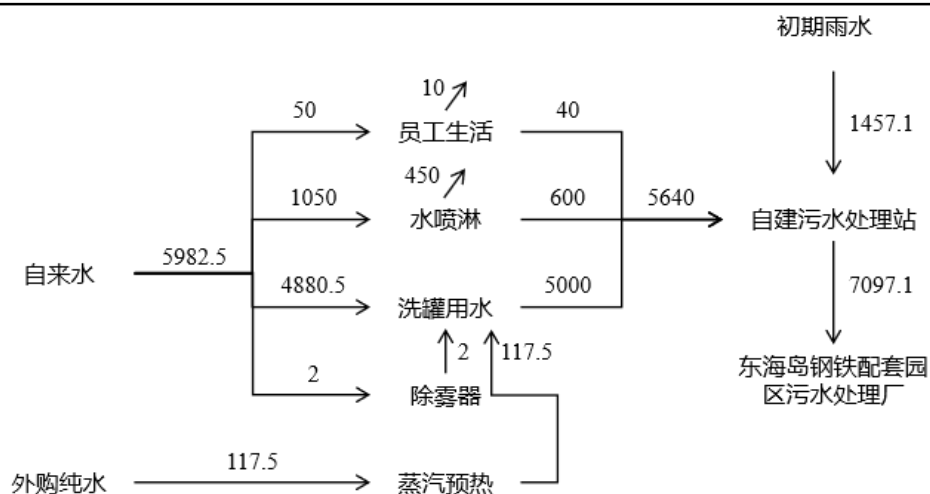 初期雨水
10
50
员工生活
40
1457.1
450
1050
水喷淋
600
5640
自建污水处理站
自来水
5982.5
4880.5
洗罐用水
5000
7097.1
2
117.5
2
除雾器
东海岛钢铁配套园
区污水处理厂
外购纯水
117.5
蒸汽预热